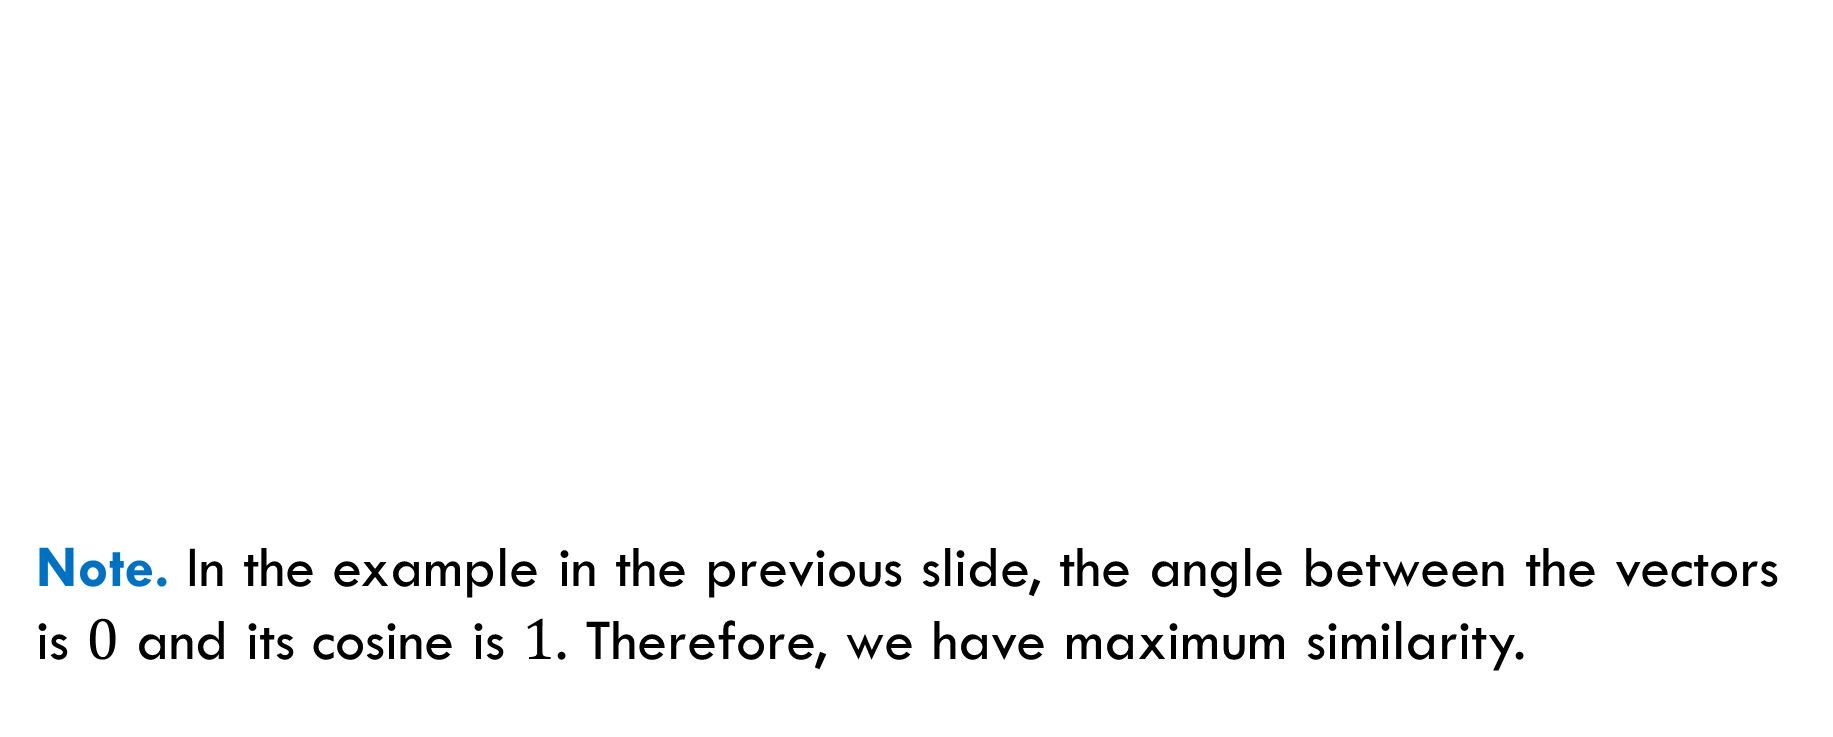 Note. In the example in the previous slide, the angle between the vectors
is 0 and its cosine is 1. Therefore, we have maximum similarity.